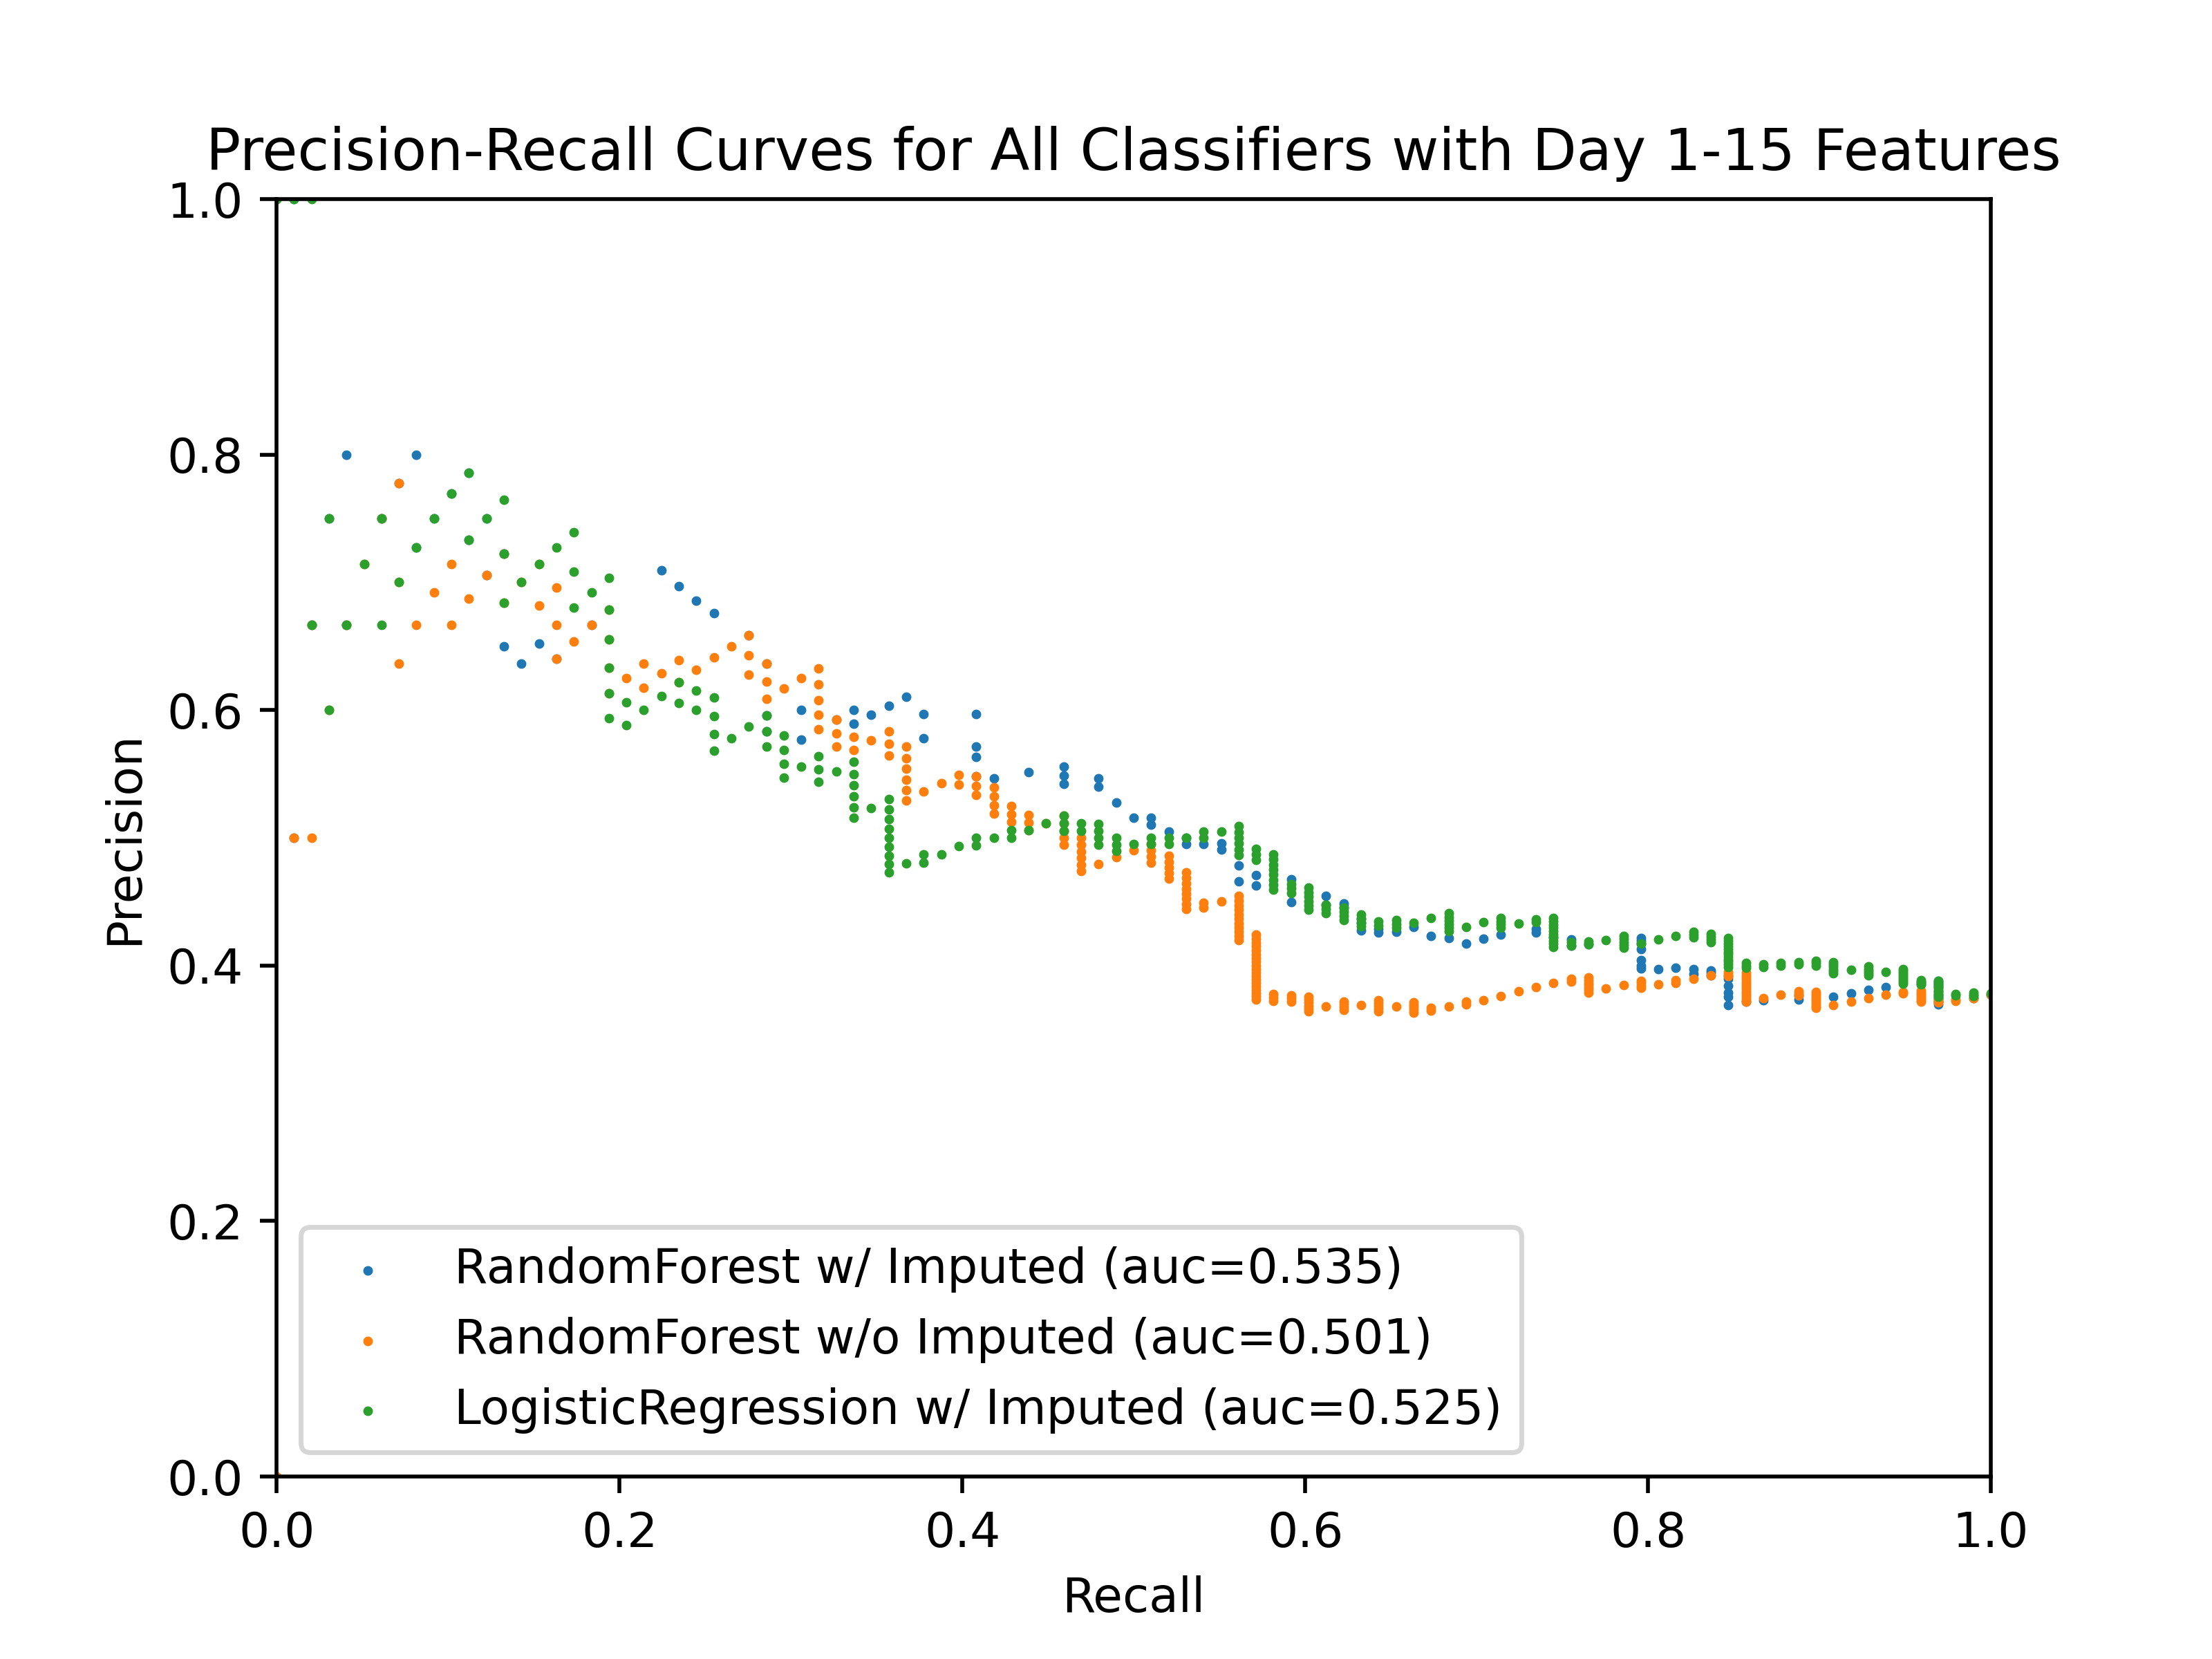 Precision-Recall Curves for All Classifiers with Day 1-15 Features
1.0
0.8
0.6
0.4
0.2
0.0
Precision
RandomForest w/ Imputed (auc=0.535)
RandomForest w/o Imputed (auc=0.501)
LogisticRegression w/ Imputed (auc=0.525)
0.0 0.2 0.4 0.6 0.8 1.0
Recall